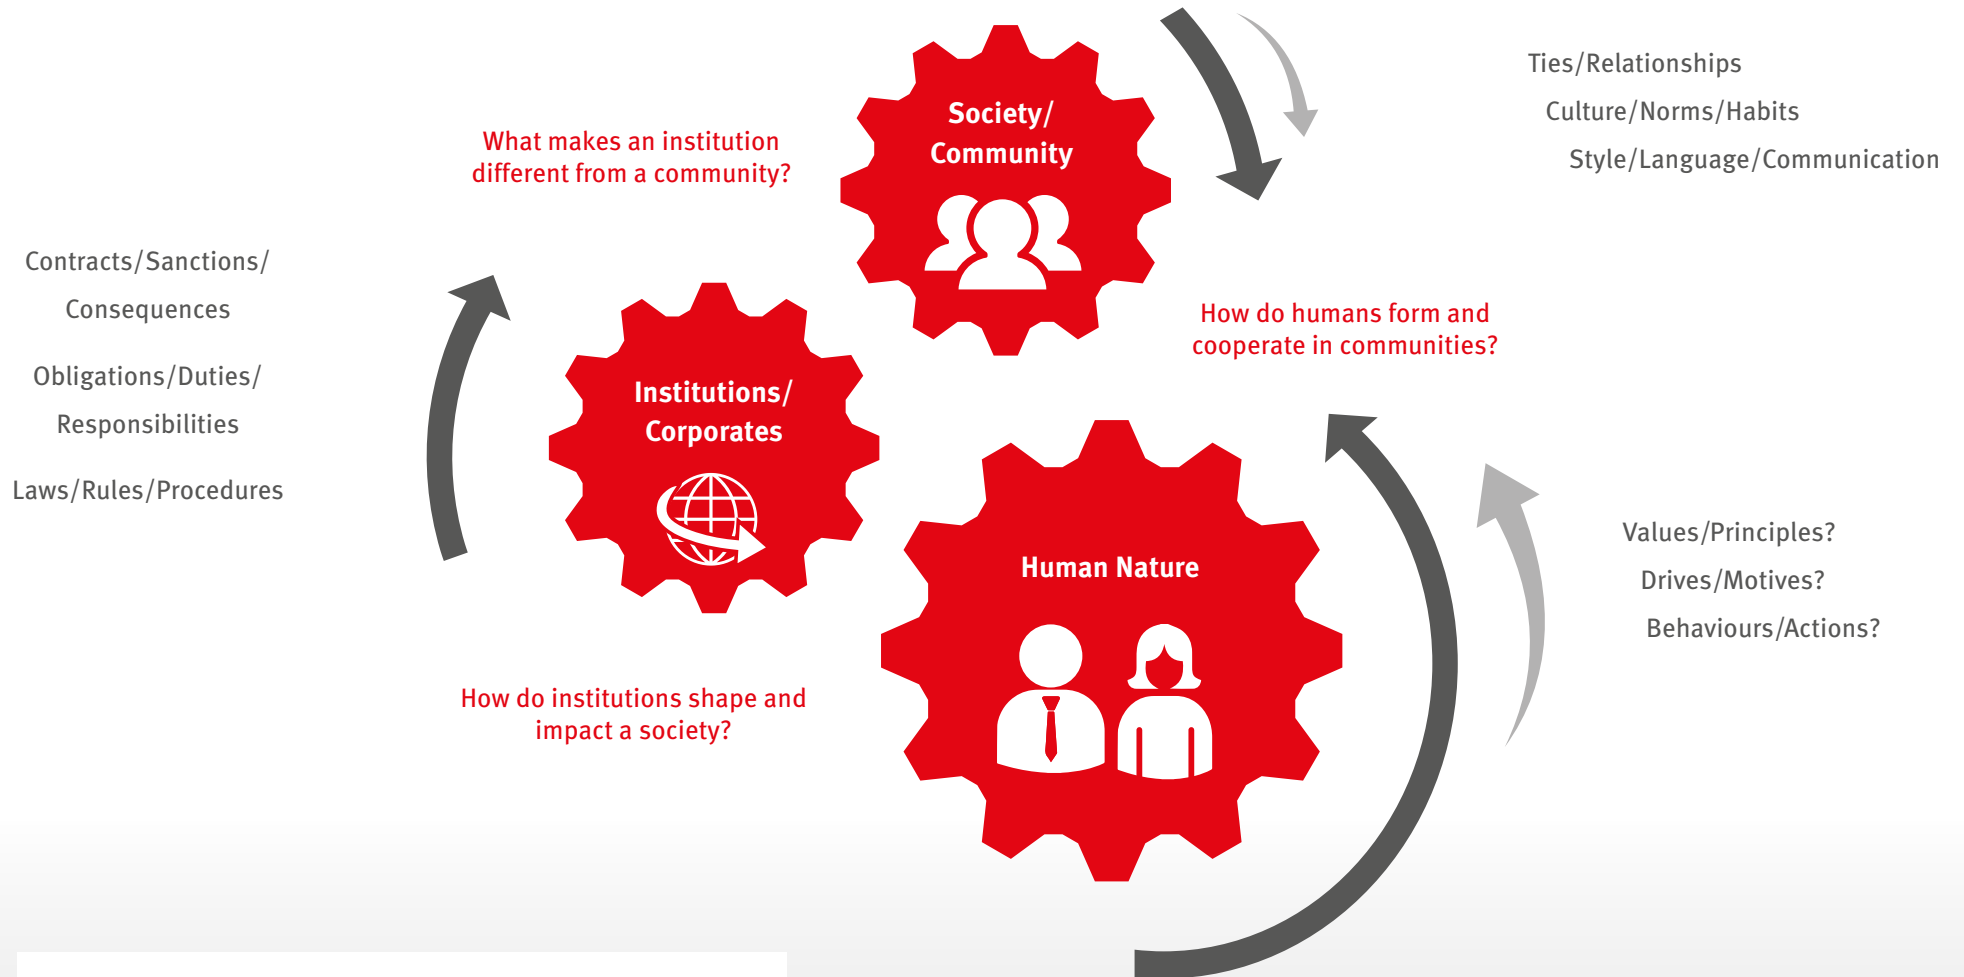 Society/
Community
Ties/Relationships
Culture/Norms/Habits
Style/Language/Communication
What makes an institution
different from a community?
Contracts/Sanctions/
Consequences
Obligations/Duties/
Responsibilities
Laws/Rules/Procedures
Institutions/
Corporates
How do humans form and
cooperate in communities?
Human Nature
Values/Principles?
Drives/Motives?
Behaviours/Actions?
How do institutions shape and
impact a society?